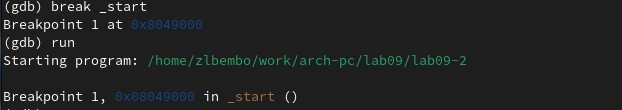 (gdb) break _start
Breakpoint 1 at 0x8049000
(gdb) run
Starting program: /home/zlbembo/work/arch-pc/lab09/lab09-2
Breakpoint 1, 0x08049000 in _start ()